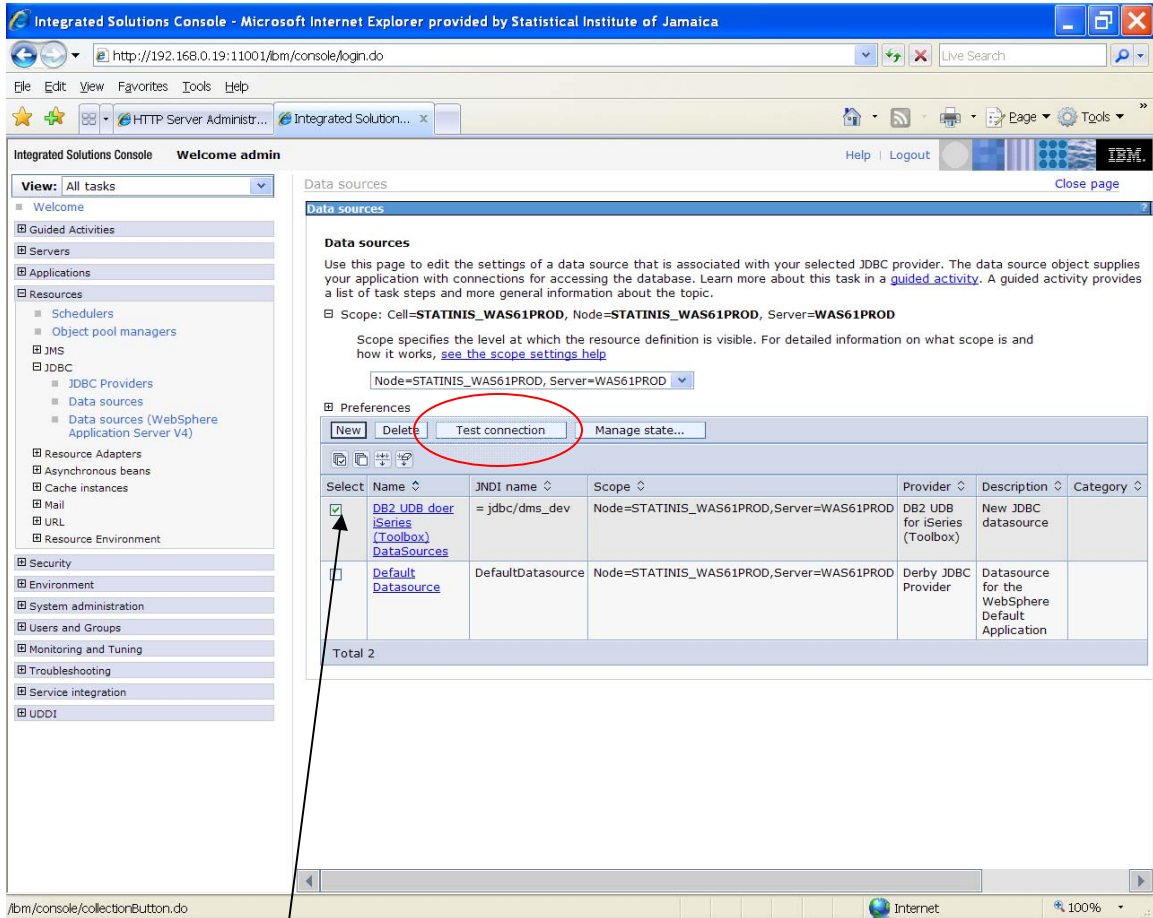 Integrated Solutions Console - Microsoft Internet Explorer provided by Statistical Institute of Jamaica
http://192.168.0.19:11001/ibm/console/login.do
Live Search
File Edit View Favorites Tools Help
HTTP Server Administr...
Integrated Solution...
Page
Tools
Integrated Solutions Console Welcome admin
Help | Logout
IBM.
View: All tasks
Welcome
Guided Activities
Servers
Applications
Resources
Schedulers
Object pool managers
JMS
JDBC
JDBC Providers
Data sources
Data sources (WebSphere
Application Server V4)
Resource Adapters
Asynchronous beans
Cache instances
Mail
URL
Resource Environment
Security
Environment
System administration
Users and Groups
Monitoring and Tuning
Troubleshooting
Service integration
UDDI
Data sources
Close page
Data sources ?
Data sources
Use this page to edit the settings of a data source that is associated with your selected JDBC provider. The data source object supplies
your application with connections for accessing the database. Learn more about this task in a guided activity. A guided activity provides
a list of task steps and more general information about the topic.
Scope: Cell=STATINIS_WAS61PROD, Node=STATINIS_WAS61PROD, Server=WAS61PROD
Scope specifies the level at which the resource definition is visible. For detailed information on what scope is and
how it works, see the scope settings help
Node=STATINIS_WAS61PROD, Server=WAS61PROD
Preferences
New Delete Test connection Manage state...
Select Name JNDI name Scope Provider Description Category
DB2 UDB doer
iSeries
(Toolbox)
DataSources
= jdbc/dms_dev
Node=STATINIS_WAS61PROD,Server=WAS61PROD
DB2 UDB
for iSeries
(Toolbox)
New JDBC
datasource
Default
Datasource
DefaultDatasource
Node=STATINIS_WAS61PROD,Server=WAS61PROD
Derby JDBC
Provider
Datasource
for the
WebSphere
Default
Application
Total 2
/ibm/console/collectionButton.do
Internet
100%